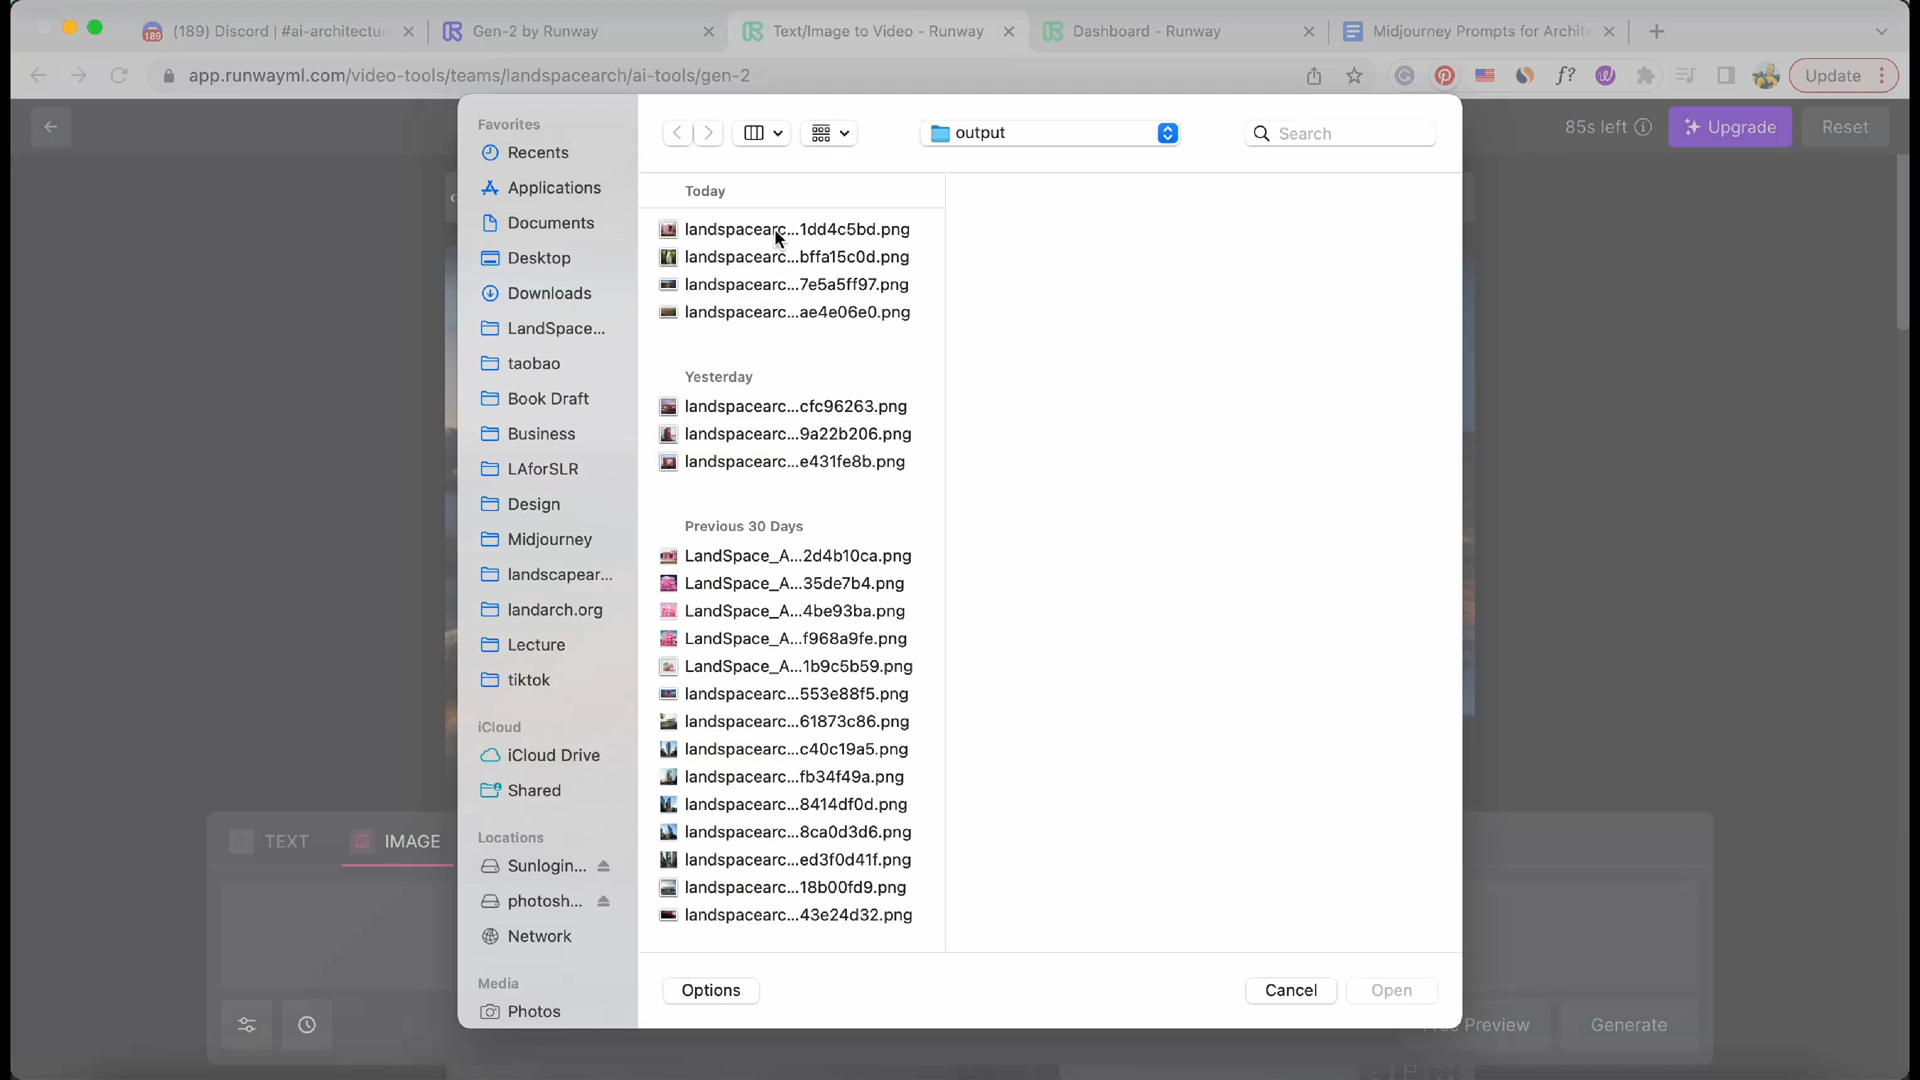 (189) Discord | #ai-architectur
Gen-2 by Runway
Text/Image to Video - Runway
Dashboard - Runway
Midjourney Prompts for Archite
app.runwayml.com/video-tools/teams/landspacearch/ai-tools/gen-2
Update
85s left
Upgrade
Reset
Favorites
Recents
Applications
Documents
Desktop
Downloads
LandSpace...
taobao
Book Draft
Business
LAforSLR
Design
Midjourney
landscapear...
landarch.org
Lecture
tiktok
iCloud
iCloud Drive
Shared
Locations
Sunlogin...
photosh...
Network
Media
Photos
output
Search
Today
landspacearc...1dd4c5bd.png
landspacearc...bffa15c0d.png
landspacearc...7e5a5ff97.png
landspacearc...ae4e06e0.png
Yesterday
landspacearc...cfc96263.png
landspacearc...9a22b206.png
landspacearc...e431fe8b.png
Previous 30 Days
LandSpace_A...2d4b10ca.png
LandSpace_A...35de7b4.png
LandSpace_A...4be93ba.png
LandSpace_A...f968a9fe.png
LandSpace_A...1b9c5b59.png
landspacearc...553e88f5.png
landspacearc...61873c86.png
landspacearc...c40c19a5.png
landspacearc...fb34f49a.png
landspacearc...8414df0d.png
landspacearc...8ca0d3d6.png
landspacearc...ed3f0d41f.png
landspacearc...18b00fd9.png
landspacearc...43e24d32.png
Options
Cancel
Open
TEXT
IMAGE
Preview
Generate